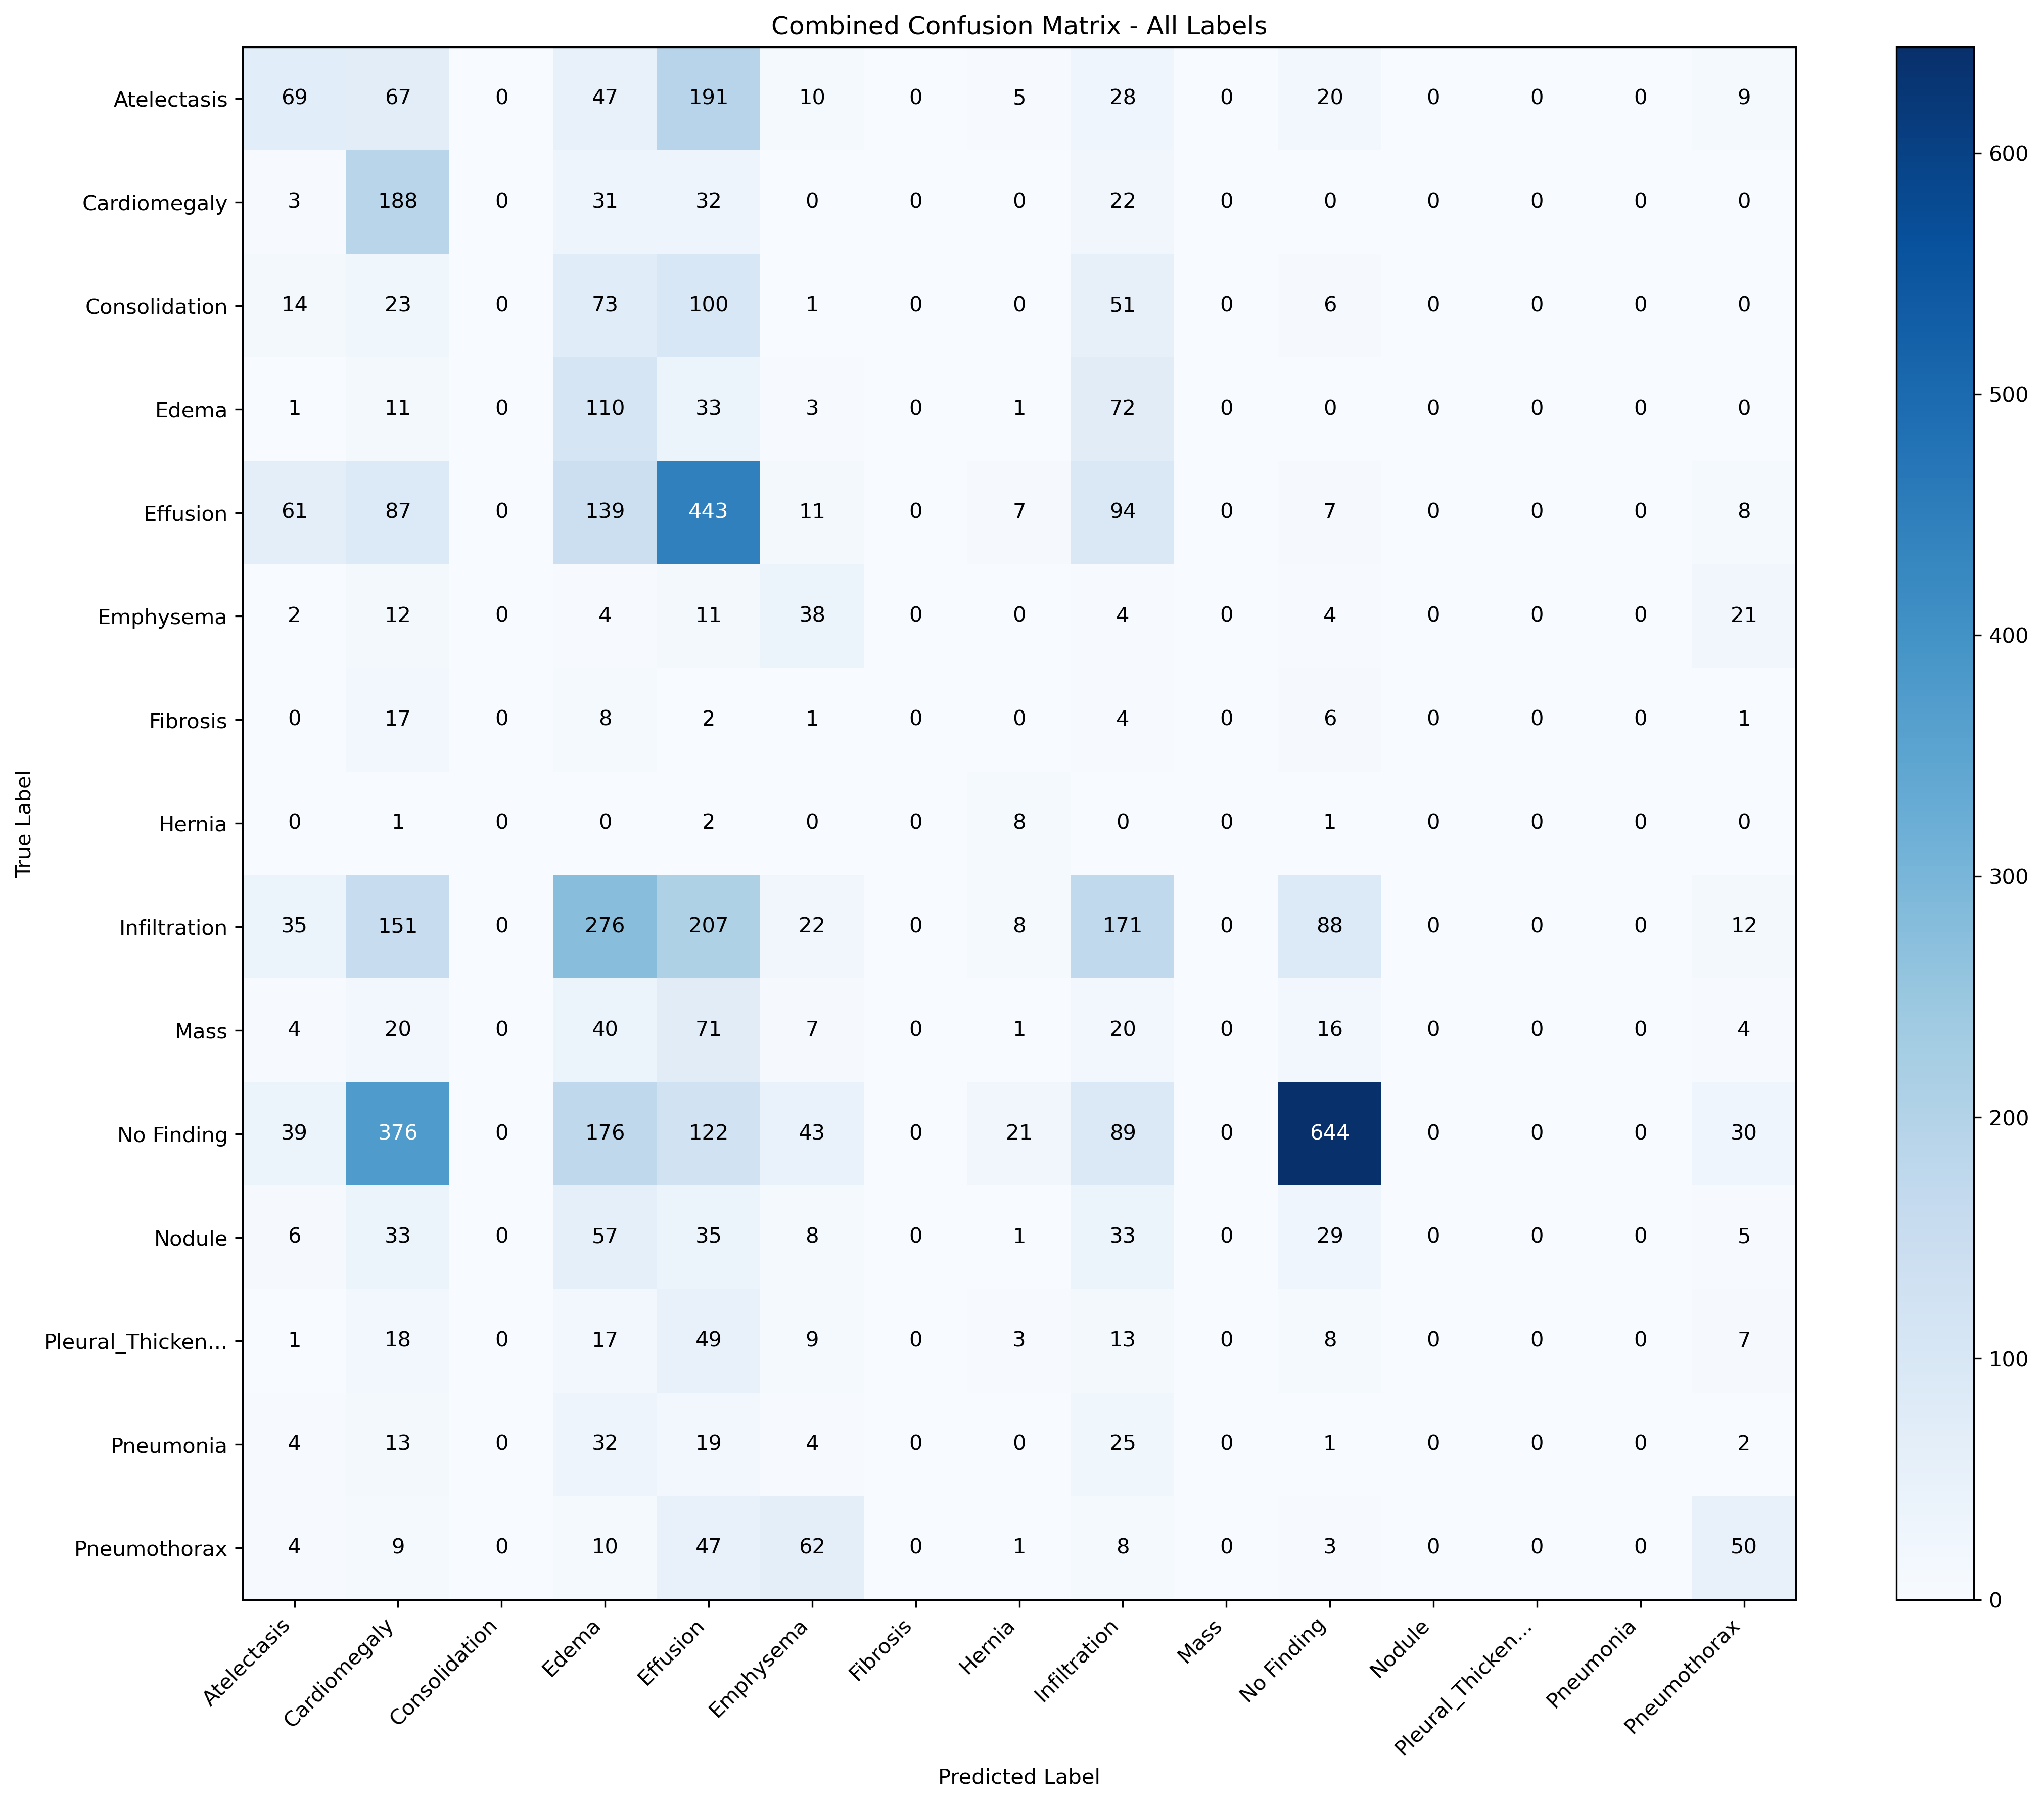 Combined Confusion Matrix - All Labels
Atelectasis 69 67 0 47 191 10 0 5 28 0 20 0 0 0 9
Cardiomegaly 3 188 0 31 32 0 0 0 22 0 0 0 0 0 0
Consolidation 14 23 0 73 100 1 0 0 51 0 6 0 0 0 0
Edema 1 11 0 110 33 3 0 1 72 0 0 0 0 0 0
Effusion 61 87 0 139 443 11 0 7 94 0 7 0 0 0 8
Emphysema 2 12 0 4 11 38 0 0 4 0 4 0 0 0 21
Fibrosis 0 17 0 8 2 1 0 0 4 0 6 0 0 0 1
Hernia 0 1 0 0 2 0 0 8 0 0 1 0 0 0 0
Infiltration 35 151 0 276 207 22 0 8 171 0 88 0 0 0 12
Mass 4 20 0 40 71 7 0 1 20 0 16 0 0 0 4
No Finding 39 376 0 176 122 43 0 21 89 0 644 0 0 0 30
Nodule 6 33 0 57 35 8 0 1 33 0 29 0 0 0 5
Pleural_Thicken... 1 18 0 17 49 9 0 3 13 0 8 0 0 0 7
Pneumonia 4 13 0 32 19 4 0 0 25 0 1 0 0 0 2
Pneumothorax 4 9 0 10 47 62 0 1 8 0 3 0 0 0 50
True Label
Atelectasis
Cardiomegaly
Consolidation
Edema
Effusion
Emphysema
Fibrosis
Hernia
Infiltration
Mass
No Finding
Nodule
Pleural_Thicken...
Pneumonia
Pneumothorax
Predicted Label
600
500
400
300
200
100
0